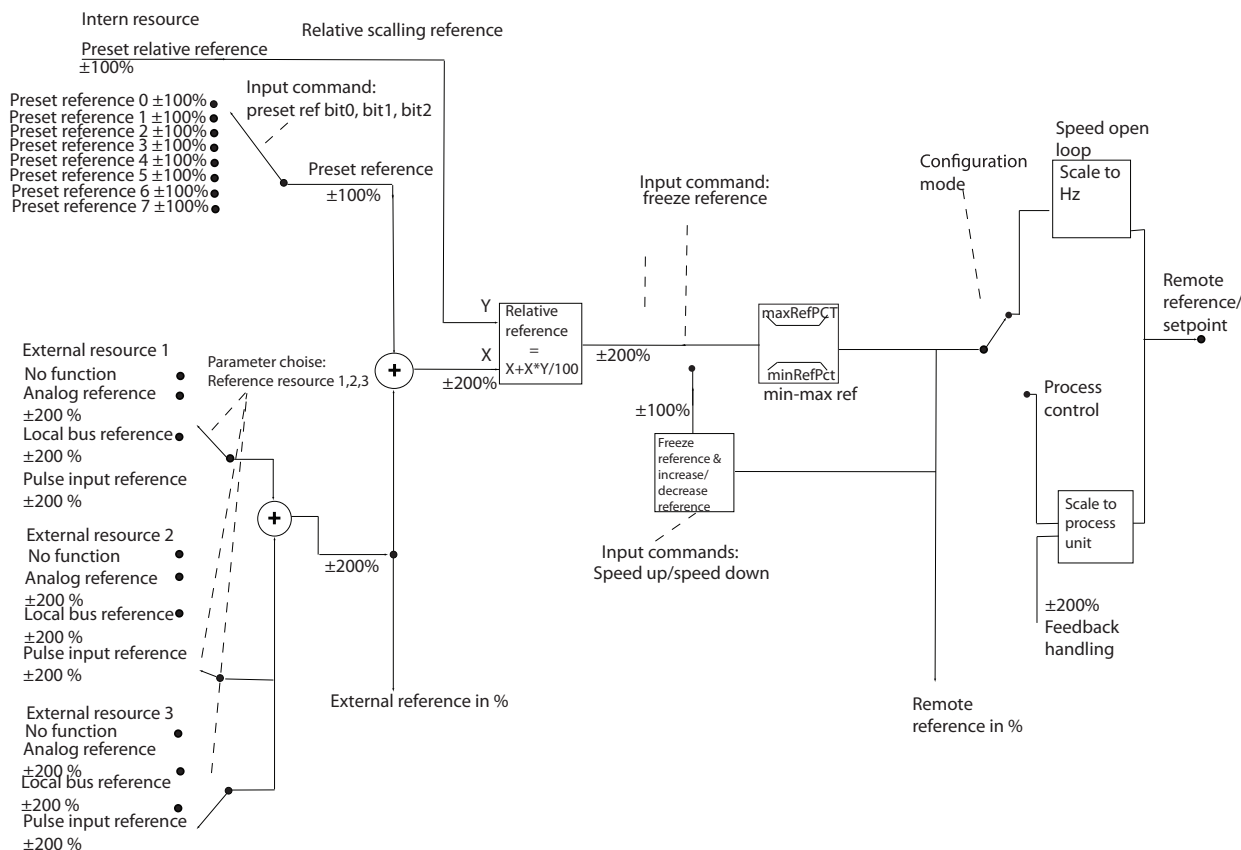 Intern resource
Relative scalling reference
Preset relative reference
±100%
Input command:
preset ref bit0, bit1, bit2
Preset reference 0 ±100%
Preset reference 1 ±100%
Preset reference 2 ±100%
Preset reference 3 ±100%
Preset reference 4 ±100%
Preset reference 5 ±100%
Preset reference 6 ±100%
Preset reference 7 ±100%
Preset reference
±100%
Input command:
freeze reference
Configuration
mode
Speed open
loop
Scale to
Hz
Y
X
±200%
Relative
reference
=
X+X*Y/100
±200%
maxRefPCT
minRefPct
min-max ref
Remote
reference/
setpoint
External resource 1
No function
Analog reference
±200 %
Local bus reference
±200 %
Pulse input reference
±200 %
Parameter choise:
Reference resource 1,2,3
+
+
±200%
±100%
Freeze
reference &
increase/
decrease
reference
Input commands:
Speed up/speed down
Process
control
Scale to
process
unit
±200%
Feedback
handling
External resource 2
No function
Analog reference
±200 %
Local bus reference
±200 %
Pulse input reference
±200 %
External reference in %
Remote
reference in %
External resource 3
No function
Analog reference
±200 %
Local bus reference
±200 %
Pulse input reference
±200 %